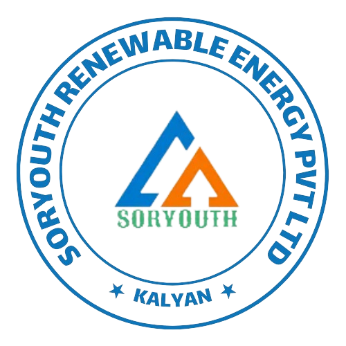 SORYOUTH RENEWABLE ENERGY PVT LTD
SORYOUTH
★ KALYAN ★